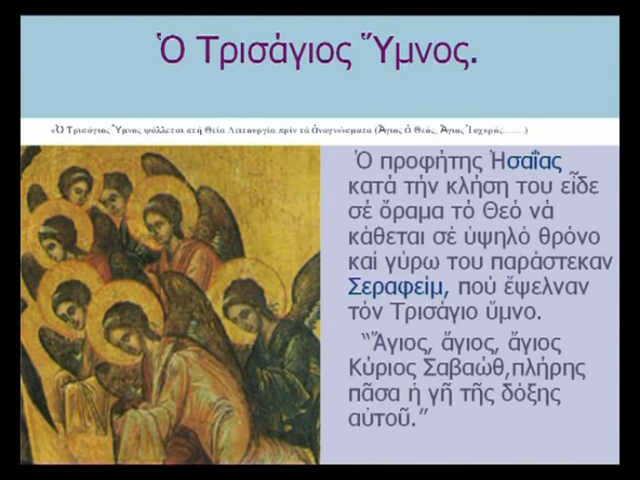 Ὁ Τρισάγιος Ὕμνος.
«Ὁ Τρισάγιος Ὕμνος ψάλλεται στή Θεία Λειτουργία πρίν τά ἀναγνώσματα (Ἅγιος ὁ Θεός, Ἅγιος Ἰσχυρός…….)
Ὁ προφήτης Ἠσαΐας
κατά τήν κλήση του εἶδε
σέ ὅραμα τό Θεό νά
κάθεται σέ ὑψηλό θρόνο
καί γύρω του παράστεκαν
Σεραφείμ, πού ἔψελναν
τόν Τρισάγιο ὕμνο.
“Ἅγιος, ἅγιος, ἅγιος
Κύριος Σαβαώθ,πλήρης
πᾶσα ἡ γῆ τῆς δόξης
αὐτοῦ.”